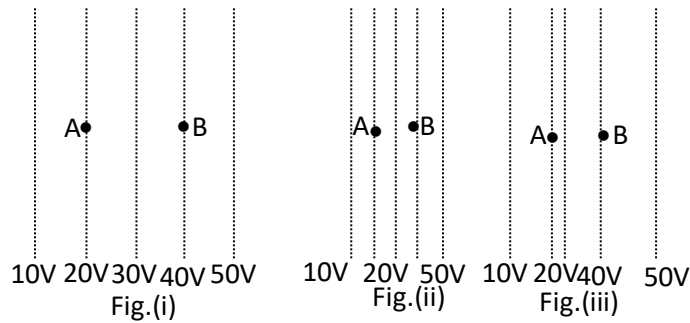 A B
A B
A B
10V 20V 30V 40V 50V
10V 20V 50V
10V 20V 40V 50V
Fig.(i)
Fig.(ii)
Fig.(iii)